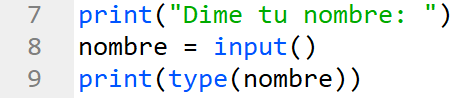 7 print("Dime tu nombre: ")
8 nombre = input()
9 print(type(nombre))